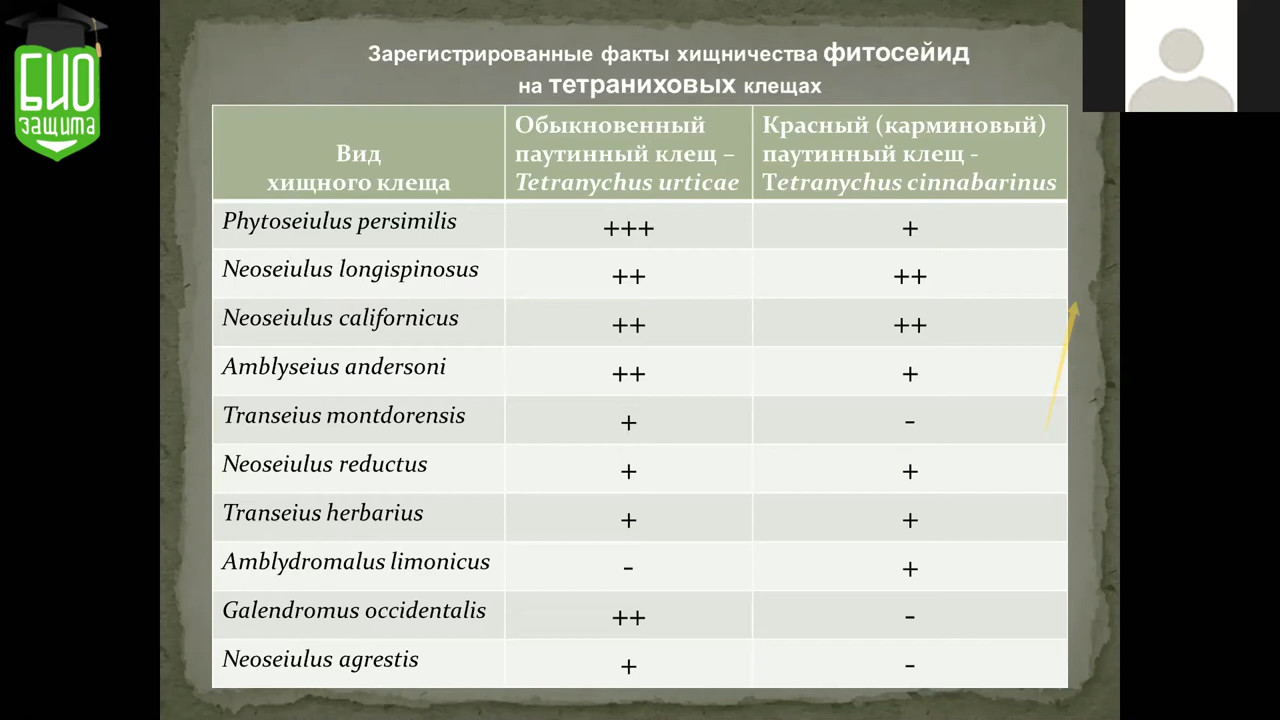 БИО
защита
Зарегистрированные факты хищничества фитосейид
на тетраниховых клещах
Вид
хищного клеща
Обыкновенный
паутинный клещ –
Tetranychus urticae
Красный (карминовый)
паутинный клещ -
Tetranychus cinnabarinus
Phytoseiulus persimilis +++ +
Neoseiulus longispinosus ++ ++
Neoseiulus californicus ++ ++
Amblyseius andersoni ++ +
Transeius montdorensis + -
Neoseiulus reductus + +
Transeius herbarius + +
Amblydromalus limonicus - +
Galendromus occidentalis ++ -
Neoseiulus agrestis + -